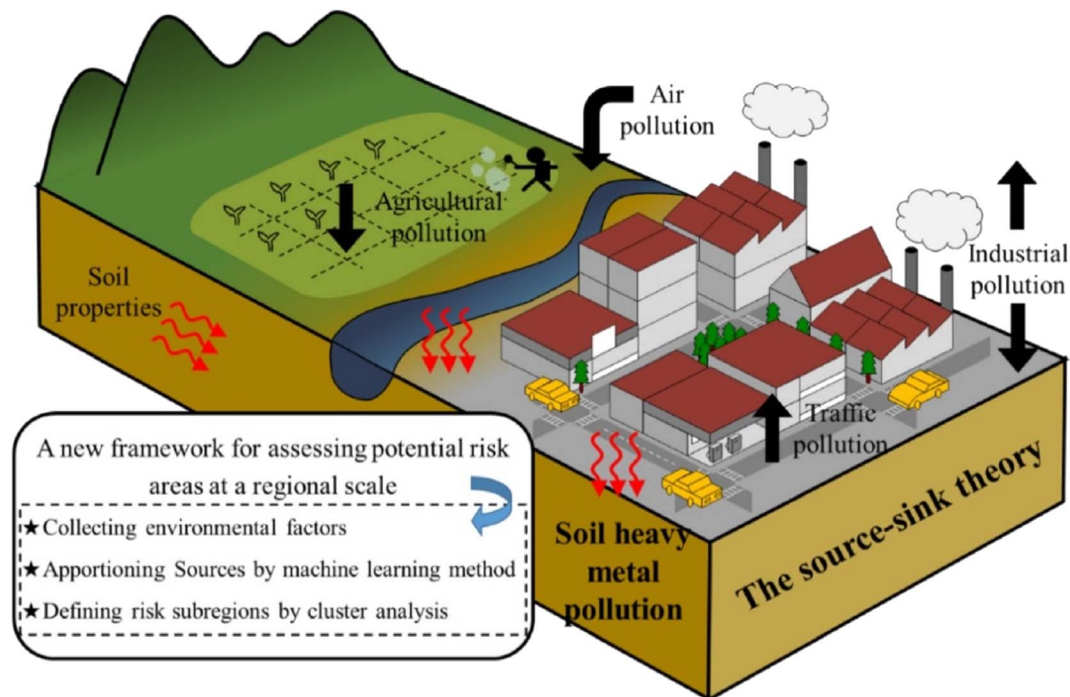 Air
pollution
Agricultural
pollution
Industrial
pollution
Soil
properties
Traffic
pollution
A new framework for assessing potential risk
areas at a regional scale
★Collecting environmental factors
★Apportioning Sources by machine learning method
★Defining risk subregions by cluster analysis
Soil heavy
metal
pollution
The source-sink theory